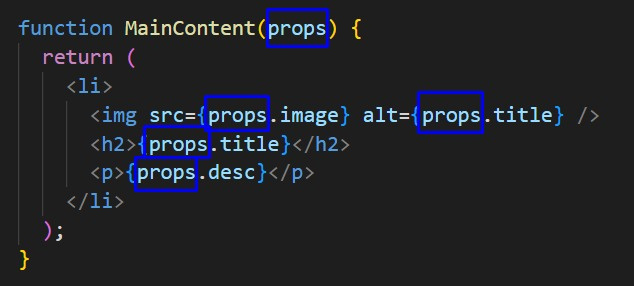 function MainContent(props) {
return (
<li>
<img src={props.image} alt={props.title} />
<h2>{props.title}</h2>
<p>{props.desc}</p>
</li>
);
}